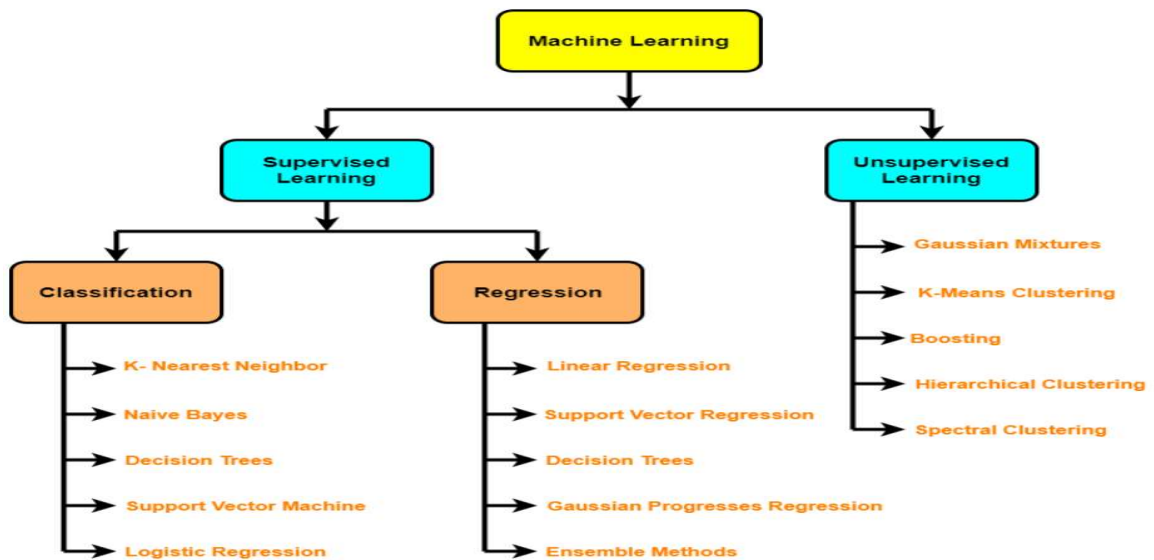 Machine Learning
Supervised
Learning
Unsupervised
Learning
Classification
K- Nearest Neighbor
Naive Bayes
Decision Trees
Support Vector Machine
Logistic Regression
Regression
Linear Regression
Support Vector Regression
Decision Trees
Gaussian Progresses Regression
Ensemble Methods
Gaussian Mixtures
K-Means Clustering
Boosting
Hierarchical Clustering
Spectral Clustering